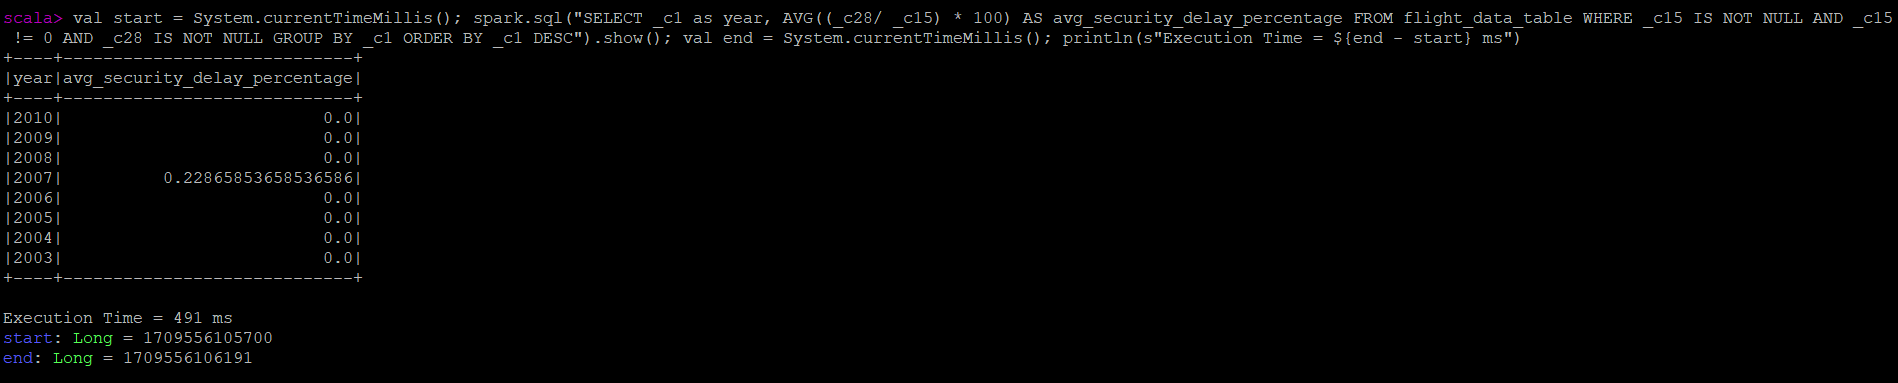 scala> val start = System.currentTimeMillis(); spark.sql("SELECT _c1 as year, AVG((_c28/ _c15) * 100) AS avg_security_delay_percentage FROM flight_data_table WHERE _c15 IS NOT NULL AND _c15
 != 0 AND _c28 IS NOT NULL GROUP BY _c1 ORDER BY _c1 DESC").show(); val end = System.currentTimeMillis(); println(s"Execution Time = ${end - start} ms")
+----+-----------------------------+
|year|avg_security_delay_percentage|
+----+-----------------------------+
|2010|                          0.0|
|2009|                          0.0|
|2008|                          0.0|
|2007|          0.22865853658536586|
|2006|                          0.0|
|2005|                          0.0|
|2004|                          0.0|
|2003|                          0.0|
+----+-----------------------------+
Execution Time = 491 ms
start: Long = 1709556105700
end: Long = 1709556106191